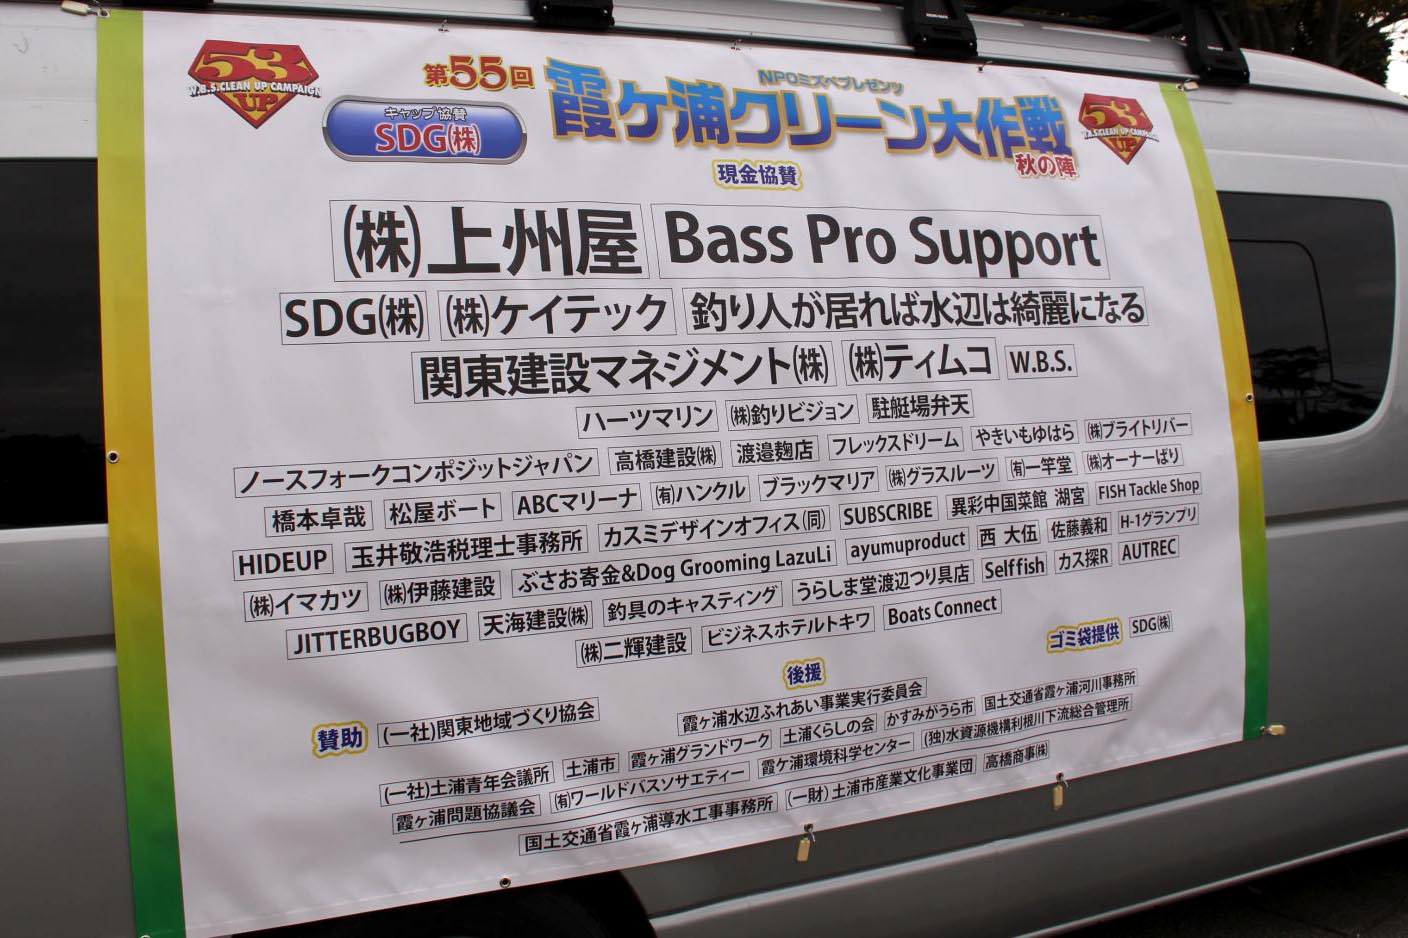 53
W.B.S.CLEAN UP CAMPAIGN
UP
第55回
キャップ協賛
SDG(株)
NPOミズベプレゼンツ
霞ヶ浦クリーン大作戦
秋の陣
53
W.B.S.CLEAN UP CAMPAIGN
UP
現金協賛
(株)上州屋 Bass Pro Support
SDG(株) (株)ケイテック 釣り人が居れば水辺は綺麗になる
関東建設マネジメント(株) (株)ティムコ W.B.S.
ハーツマリン (株)釣りビジョン 駐艇場弁天
ノースフォークコンポジットジャパン 高橋建設(株) 渡邉麹店 フレックスドリーム やきいもゆはら (株)ブライトリバー
橋本卓哉 松屋ボート ABCマリーナ (有)ハンクル ブラックマリア (株)グラスルーツ (有)一竿堂 (株)オーナーばり
HIDEUP 玉井敬浩税理士事務所 カスミデザインオフィス(同) SUBSCRIBE 異彩中国菜館 湖宮 FISH Tackle Shop
(株)イマカツ (株)伊藤建設 ぶさお寄金&Dog Grooming LazuLi ayumuproduct 西 大伍 佐藤義和 H-1グランプリ
JITTERBUGBOY 天海建設(株) 釣具のキャスティング うらしま堂渡辺つり具店 Selffish カス探R AUTREC
(株)二輝建設 ビジネスホテルトキワ Boats Connect
ゴミ袋提供 SDG(株)
後援
賛助 (一社)関東地域づくり協会
霞ヶ浦水辺ふれあい事業実行委員会
(一社)土浦青年会議所 土浦市 霞ヶ浦グランドワーク 土浦くらしの会 かすみがうら市 国土交通省霞ヶ浦河川事務所
霞ヶ浦問題協議会 (有)ワールドバスソサエティー 霞ヶ浦環境科学センター (独)水資源機構利根川下流総合管理所
国土交通省霞ヶ浦導水工事事務所 (一財)土浦市産業文化事業団 高橋商事(株)